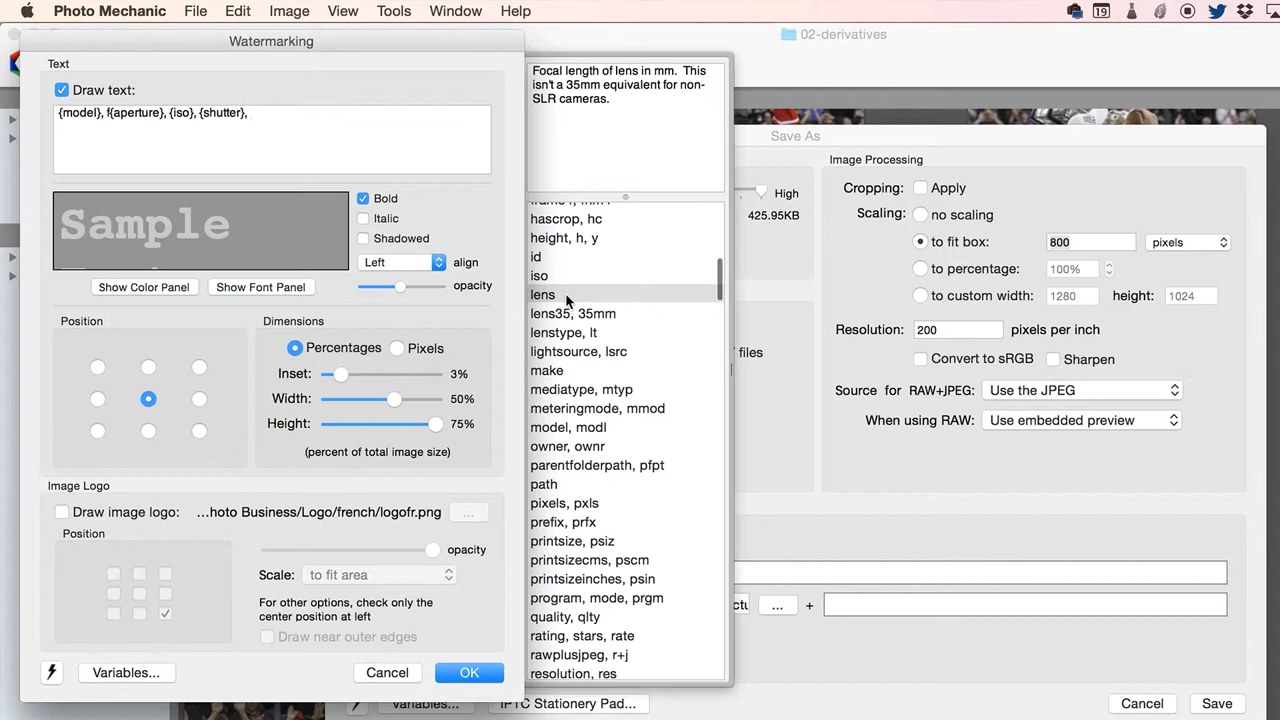 Photo Mechanic File Edit Image View Tools Window Help
19
02-derivatives
Watermarking
Text
Draw text:
{model}, f{aperture}, {iso}, {shutter},
Sample
Bold
Italic
Shadowed
Left
align
Show Color Panel
Show Font Panel
opacity
Position
Dimensions
Percentages
Pixels
Inset:
3%
Width:
50%
Height:
75%
(percent of total image size)
Image Logo
Draw image logo:
...hoto Business/Logo/french/logofr.png
...
Position
opacity
Scale:
to fit area
For other options, check only the
center position at left
Draw near outer edges
Variables...
Cancel
OK
Focal length of lens in mm. This
isn't a 35mm equivalent for non-
SLR cameras.
hascrop, hc
height, h, y
id
iso
lens
lens35, 35mm
lenstype, lt
lightsource, lsrc
make
mediatype, mtyp
meteringmode, mmod
model, modl
owner, ownr
parentfolderpath, pfpt
path
pixels, pxls
prefix, prfx
printsize, psiz
printsizecms, pscm
printsizeinches, psin
program, mode, prgm
quality, qlty
rating, stars, rate
rawplusjpeg, r+j
resolution, res
Save As
High
425.95KB
files
Image Processing
Cropping:
Apply
Scaling:
no scaling
to fit box:
800
pixels
to percentage:
100%
to custom width:
1280
height:
1024
Resolution:
200
pixels per inch
Convert to sRGB
Sharpen
Source for RAW+JPEG:
Use the JPEG
When using RAW:
Use embedded preview
...
+
Variables...
IPTC Stationery Pad...
Cancel
Save